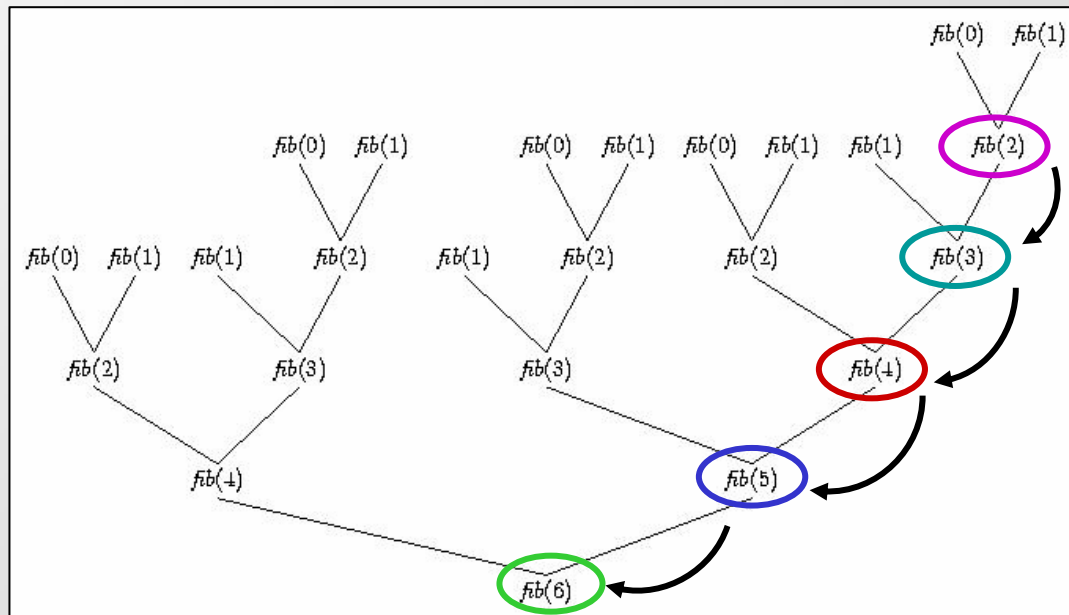 fib(0) fib(1)
fib(0) fib(1) fib(0) fib(1) fib(0) fib(1) fib(1) fib(2)
fib(0) fib(1) fib(1) fib(2) fib(1) fib(2) fib(2) fib(3)
fib(2) fib(3) fib(3) fib(4)
fib(4) fib(5)
fib(6)